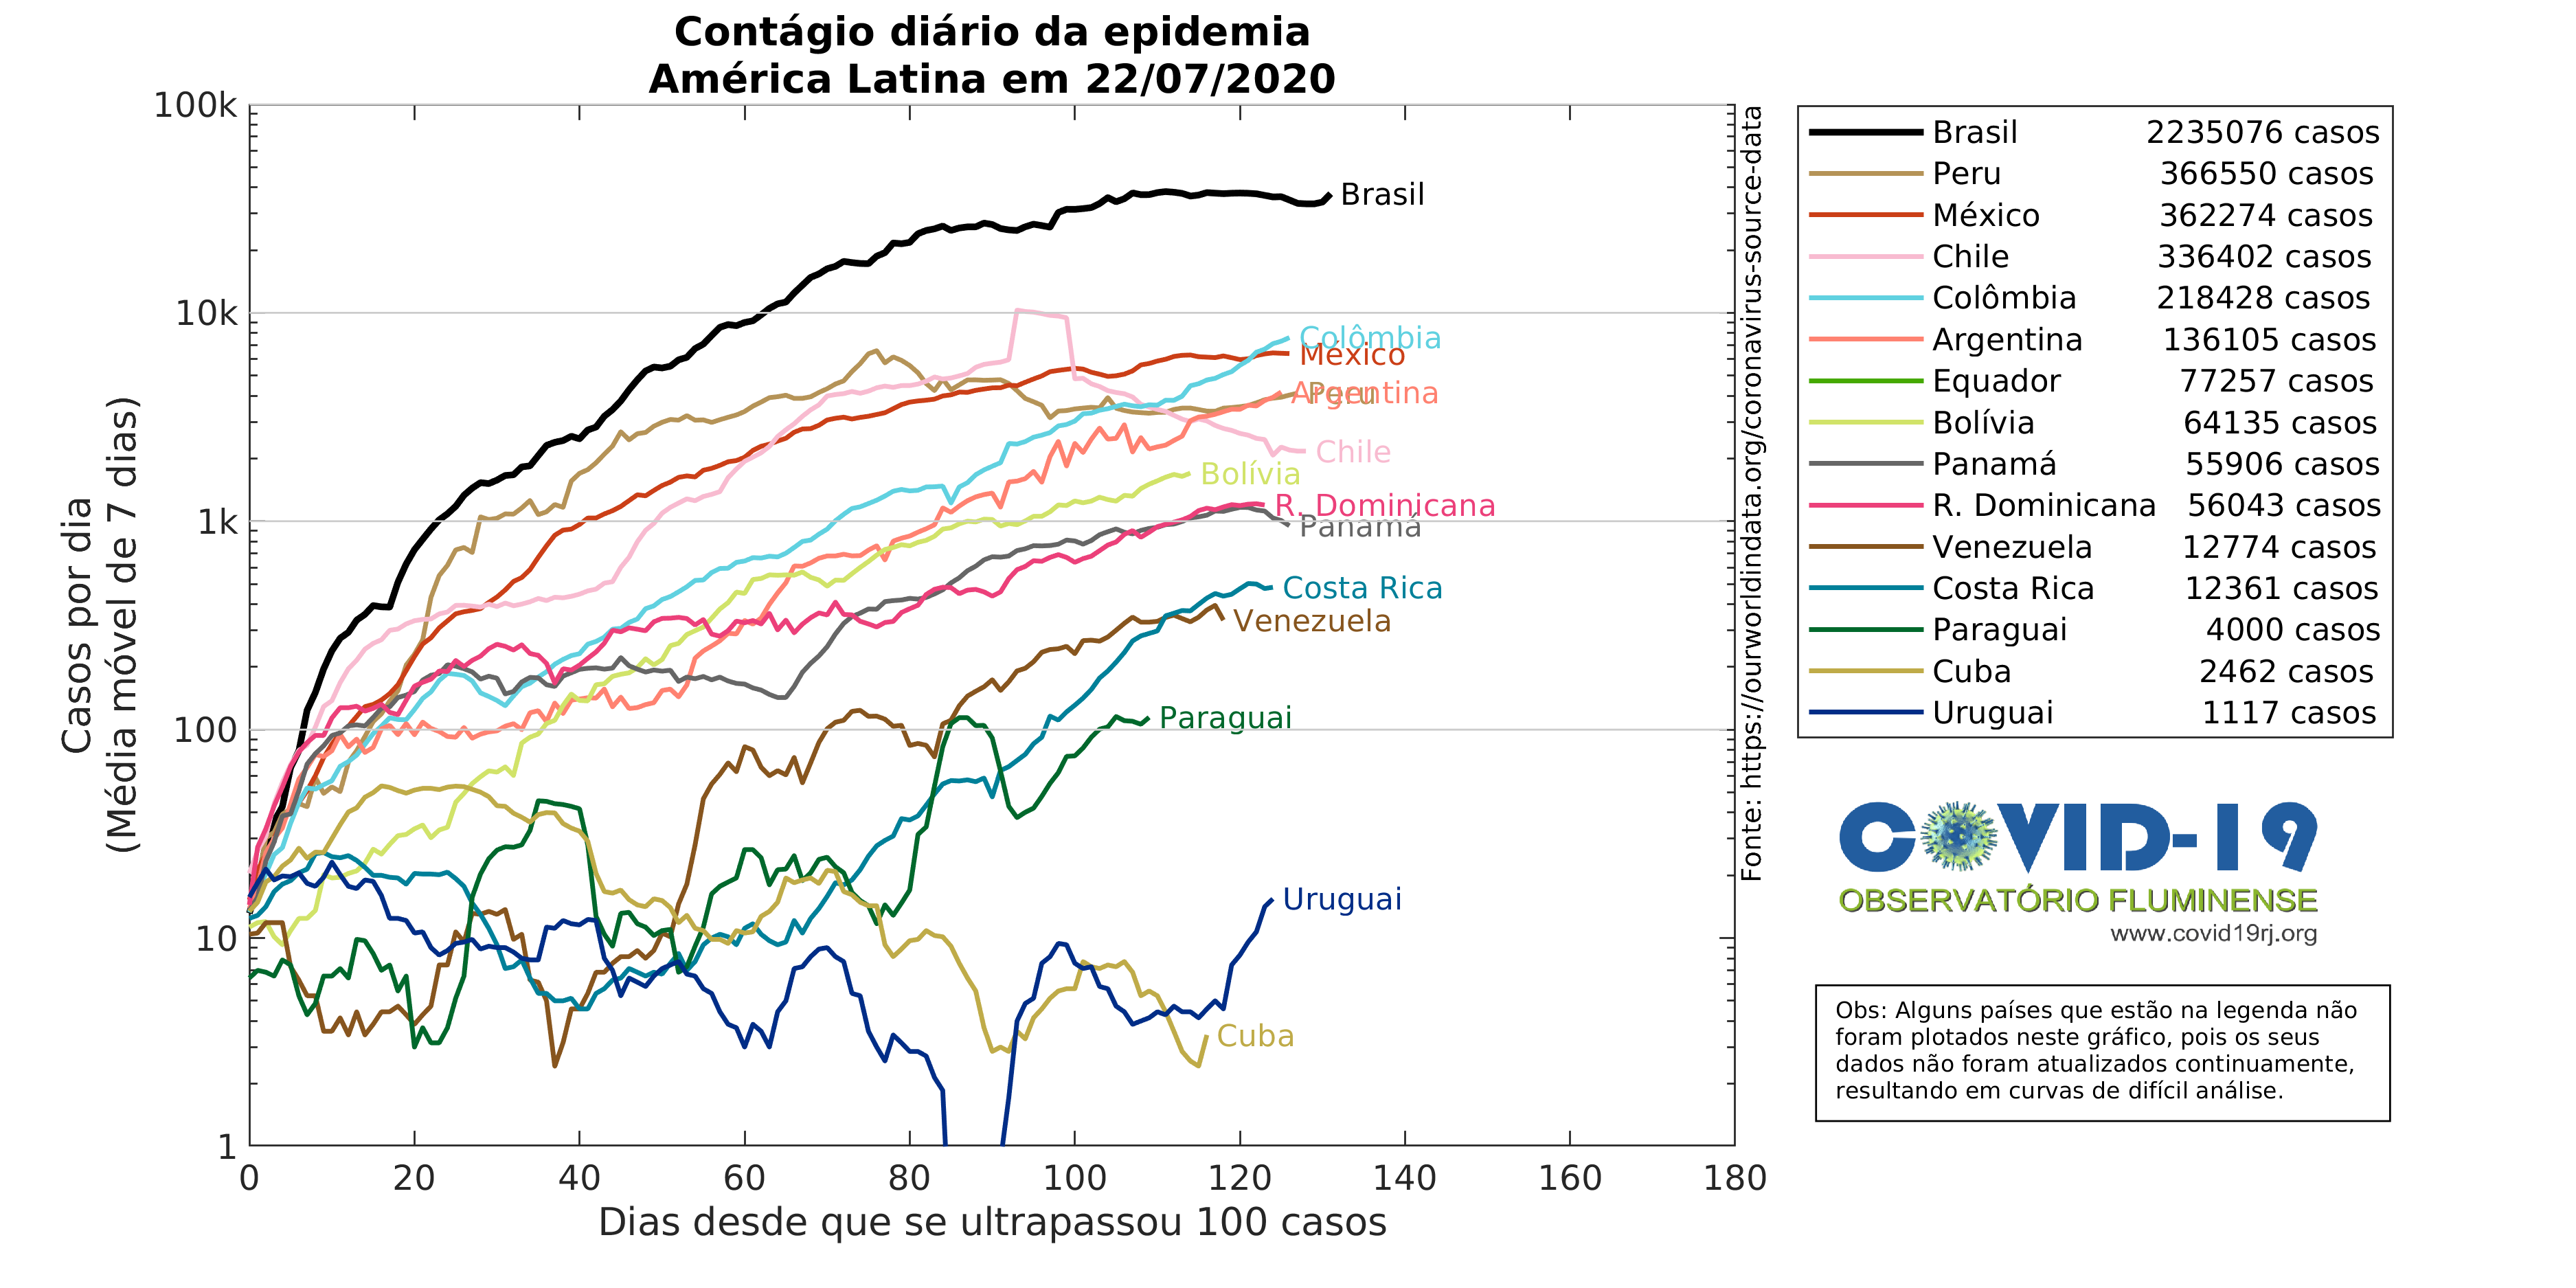 Contágio diário da epidemia
América Latina em 22/07/2020
Casos por dia
(Média móvel de 7 dias)
100k
10k
1k
100
10
1
0 20 40 60 80 100 120 140 160 180
Dias desde que se ultrapassou 100 casos
Brasil
Colômbia
México
Argentina
Peru
Chile
Bolívia
R. Dominicana
Panamá
Costa Rica
Venezuela
Paraguai
Uruguai
Cuba
Fonte: https://ourworldindata.org/coronavirus-source-data
Brasil 2235076 casos
Peru 366550 casos
México 362274 casos
Chile 336402 casos
Colômbia 218428 casos
Argentina 136105 casos
Equador 77257 casos
Bolívia 64135 casos
Panamá 55906 casos
R. Dominicana 56043 casos
Venezuela 12774 casos
Costa Rica 12361 casos
Paraguai 4000 casos
Cuba 2462 casos
Uruguai 1117 casos
COVID-19
OBSERVATÓRIO FLUMINENSE
www.covid19rj.org
Obs: Alguns países que estão na legenda não
foram plotados neste gráfico, pois os seus
dados não foram atualizados continuamente,
resultando em curvas de difícil análise.